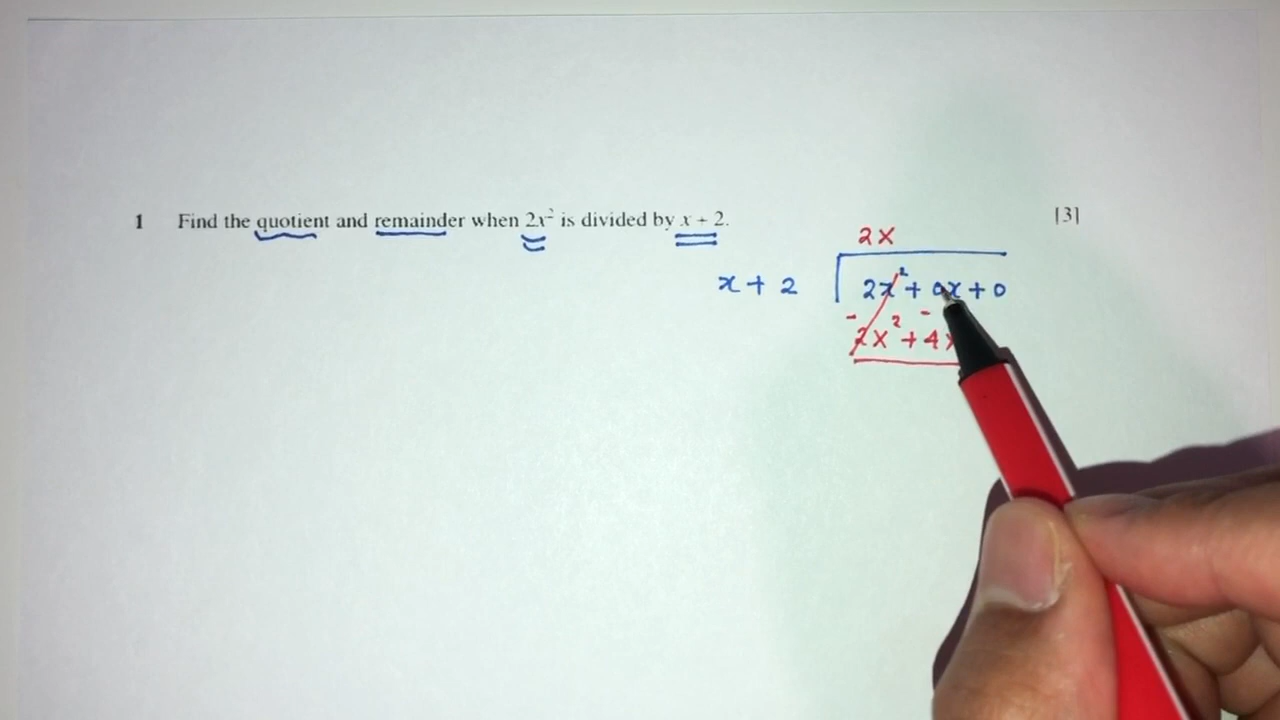 1 Find the quotient and remainder when 2x² is divided by x + 2. [3]
2x
x + 2 2x² + 0x + 0
- -
2x² + 4x